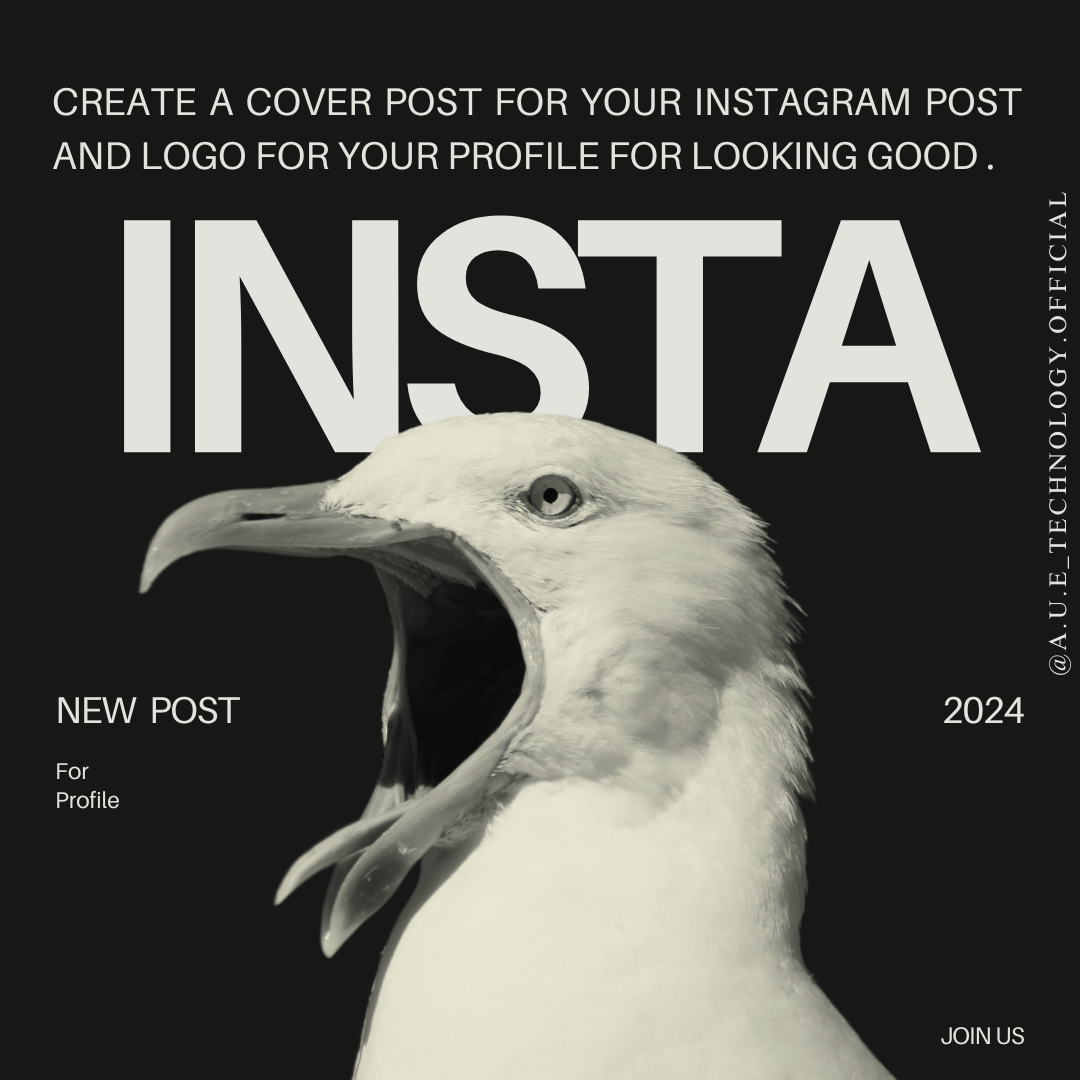 CREATE A COVER POST FOR YOUR INSTAGRAM POST
AND LOGO FOR YOUR PROFILE FOR LOOKING GOOD .
INSTA
@A.U.E_TECHNOLOGY.OFFICIAL
NEW POST
2024
For
Profile
JOIN US